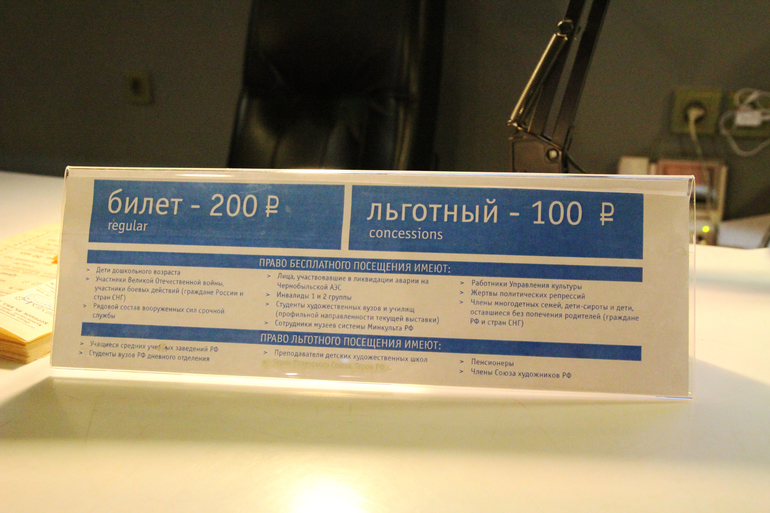 билет - 200 ₽
regular
льготный - 100 ₽
concessions
ПРАВО БЕСПЛАТНОГО ПОСЕЩЕНИЯ ИМЕЮТ:
> Дети дошкольного возраста
> Участники Великой Отечественной войны,
участники боевых действий (граждане России и
стран СНГ)
> Рядовой состав вооруженных сил срочной
службы
> Лица, участвовавшие в ликвидации аварии на
Чернобыльской АЭС
> Инвалиды 1 и 2 группы
> Студенты художественных вузов и училищ
(профильной направленности текущей выставки)
> Сотрудники музеев системы Минкульта РФ
> Работники Управления культуры
> Жертвы политических репрессий
> Члены многодетных семей, дети-сироты и дети,
оставшиеся без попечения родителей (граждане
РФ и стран СНГ)
ПРАВО ЛЬГОТНОГО ПОСЕЩЕНИЯ ИМЕЮТ:
> Учащиеся средних учебных заведений РФ
> Студенты вузов РФ дневного отделения
> Преподаватели детских художественных школ
> Пенсионеры
> Члены Союза художников РФ